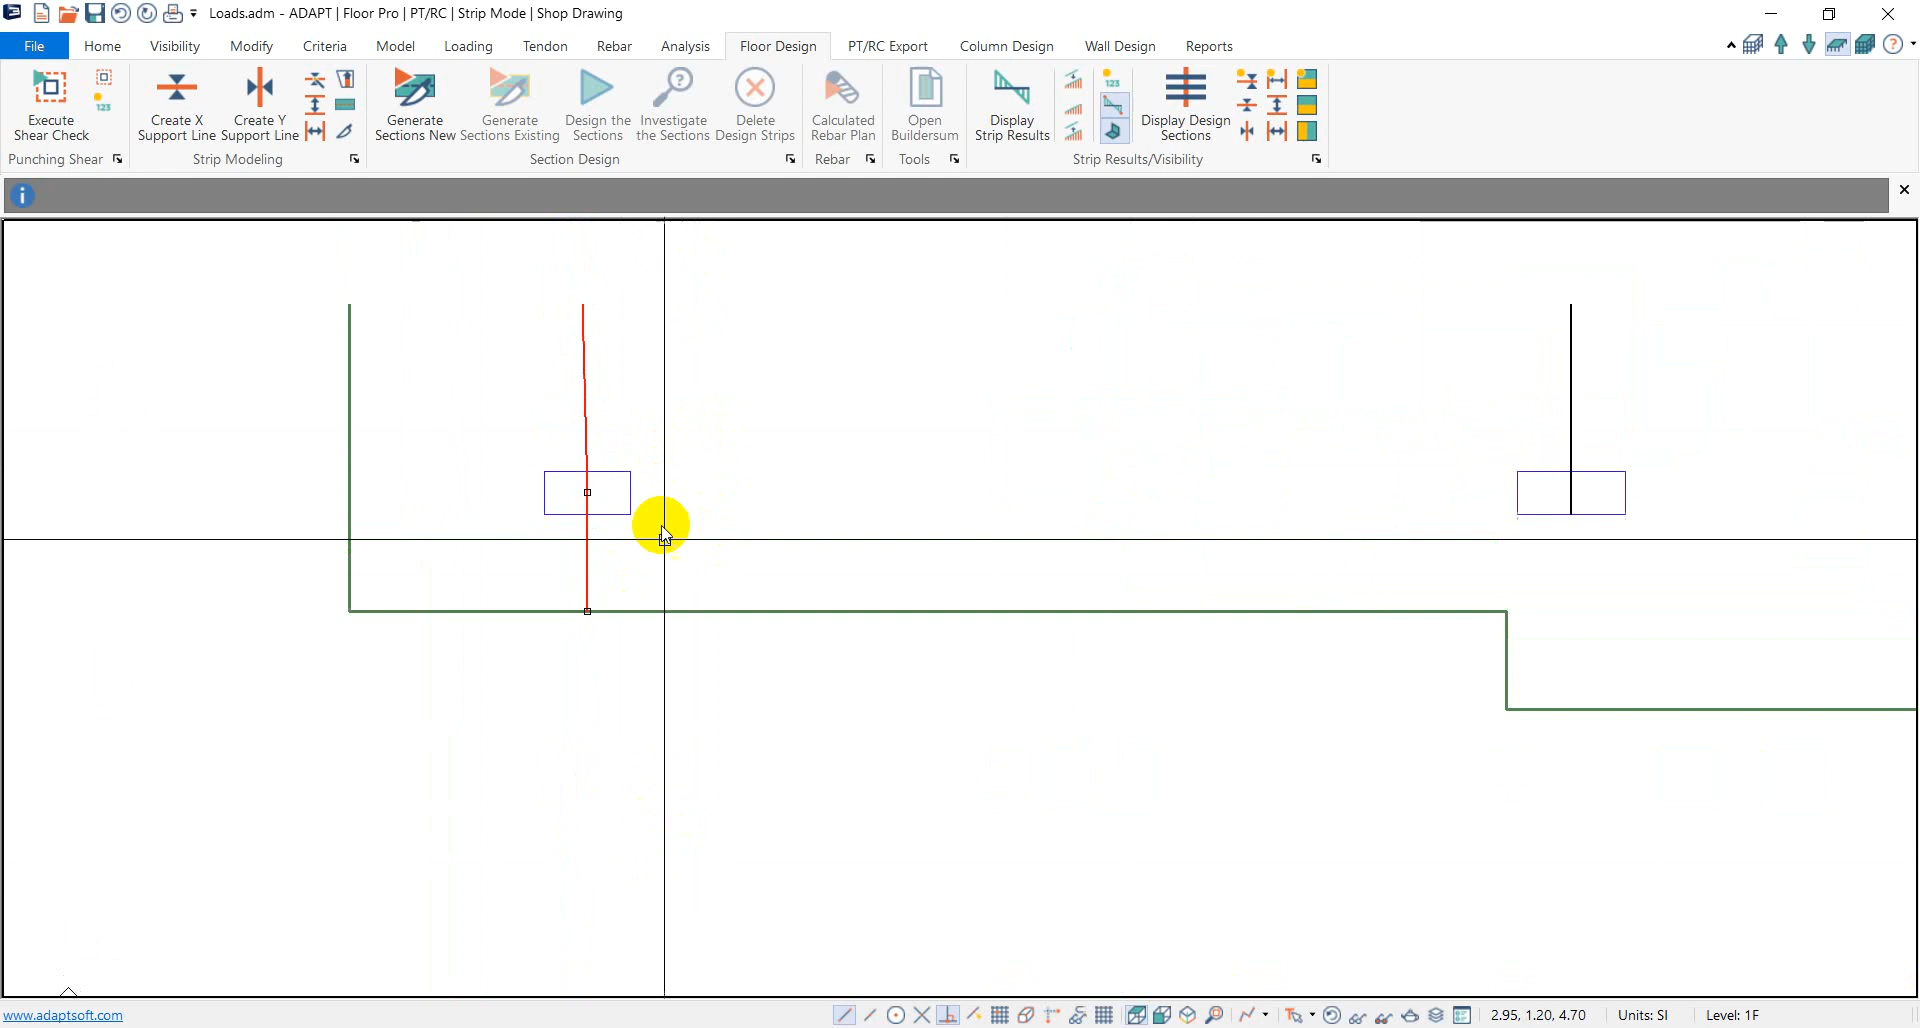 Loads.adm - ADAPT | Floor Pro | PT/RC | Strip Mode | Shop Drawing
File Home Visibility Modify Criteria Model Loading Tendon Rebar Analysis Floor Design PT/RC Export Column Design Wall Design Reports
Execute
Shear Check
Punching Shear
Create X
Support Line
Create Y
Support Line
Strip Modeling
Generate
Sections New
Generate
Sections Existing
Design the
Sections
Investigate
the Sections
Delete
Design Strips
Section Design
Calculated
Rebar Plan
Rebar
Open
Buildersum
Tools
Display
Strip Results
123
123
Display Design
Sections
Strip Results/Visibility
www.adaptsoft.com
2.95, 1.20, 4.70
Units: SI
Level: 1F